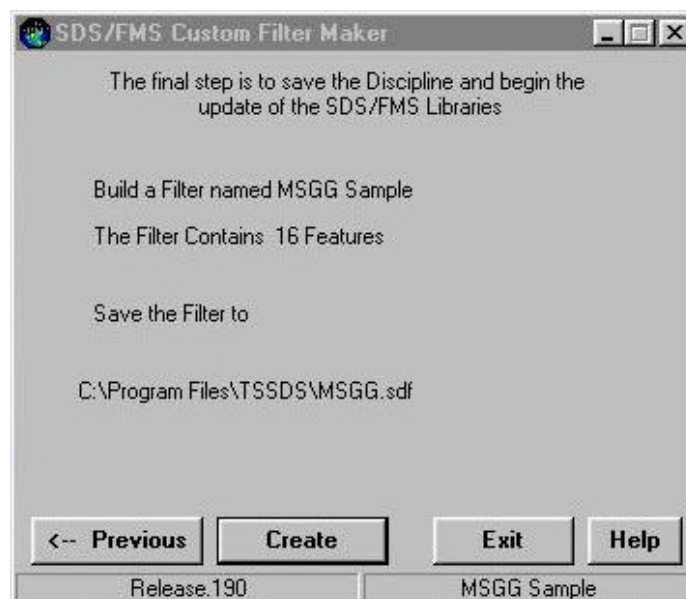 SDS/FMS Custom Filter Maker
The final step is to save the Discipline and begin the
update of the SDS/FMS Libraries
Build a Filter named MSGG Sample
The Filter Contains 16 Features
Save the Filter to
C:\Program Files\TSSDS\MSGG.sdf
<-- Previous
Create
Exit
Help
Release.190
MSGG Sample